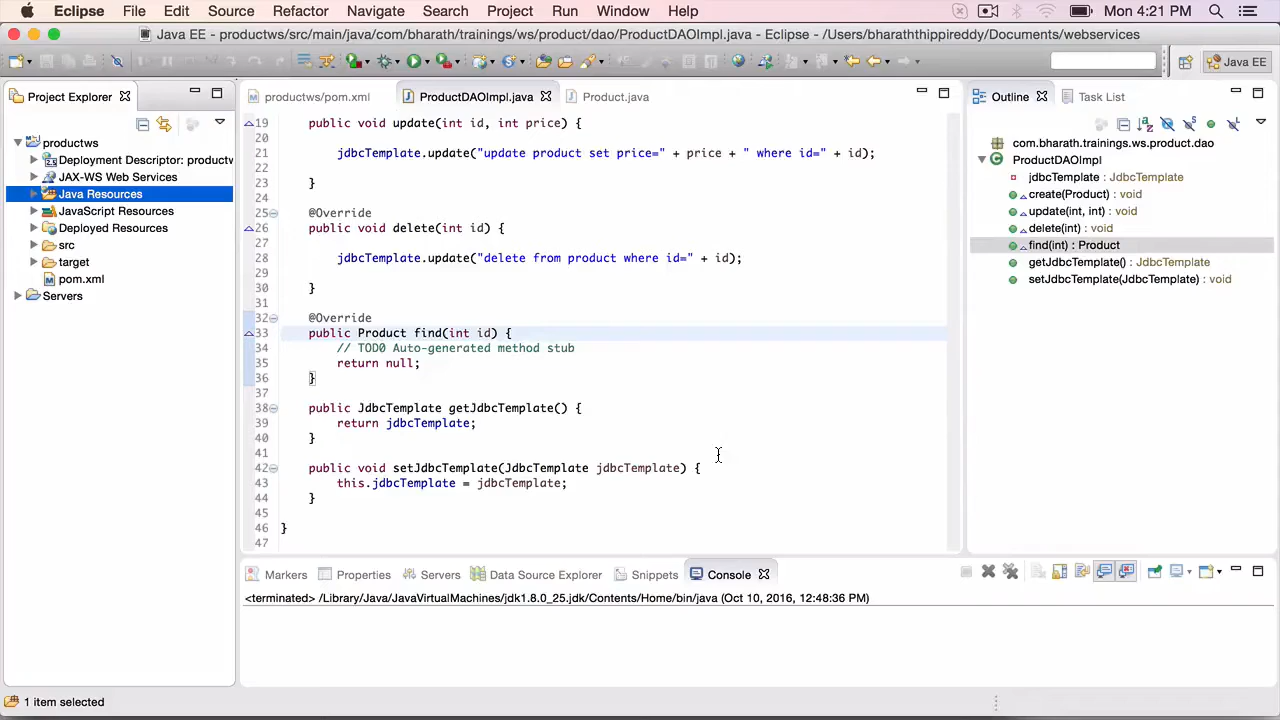 Eclipse File Edit Source Refactor Navigate Search Project Run Window Help Mon 4:21 PM
Java EE - productws/src/main/java/com/bharath/trainings/ws/product/dao/ProductDAOImpl.java - Eclipse - /Users/bharaththippireddy/Documents/webservices
Java EE
Project Explorer
productws
Deployment Descriptor: productw
JAX-WS Web Services
Java Resources
JavaScript Resources
Deployed Resources
src
target
pom.xml
Servers
productws/pom.xml ProductDAOImpl.java Product.java
19 public void update(int id, int price) {
20
21 jdbcTemplate.update("update product set price=" + price + " where id=" + id);
22
23 }
24
25 @Override
26 public void delete(int id) {
27
28 jdbcTemplate.update("delete from product where id=" + id);
29
30 }
31
32 @Override
33 public Product find(int id) {
34 // TODO Auto-generated method stub
35 return null;
36 }
37
38 public JdbcTemplate getJdbcTemplate() {
39 return jdbcTemplate;
40 }
41
42 public void setJdbcTemplate(JdbcTemplate jdbcTemplate) {
43 this.jdbcTemplate = jdbcTemplate;
44 }
45
46 }
47
Outline Task List
com.bharath.trainings.ws.product.dao
ProductDAOImpl
jdbcTemplate : JdbcTemplate
create(Product) : void
update(int, int) : void
delete(int) : void
find(int) : Product
getJdbcTemplate() : JdbcTemplate
setJdbcTemplate(JdbcTemplate) : void
Markers Properties Servers Data Source Explorer Snippets Console
<terminated> /Library/Java/JavaVirtualMachines/jdk1.8.0_25.jdk/Contents/Home/bin/java (Oct 10, 2016, 12:48:36 PM)
1 item selected